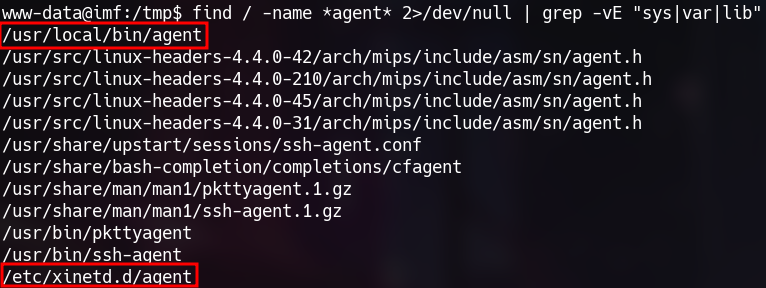 www-data@imf:/tmp$ find / -name *agent* 2>/dev/null | grep -vE "sys|var|lib"
/usr/local/bin/agent
/usr/src/linux-headers-4.4.0-42/arch/mips/include/asm/sn/agent.h
/usr/src/linux-headers-4.4.0-210/arch/mips/include/asm/sn/agent.h
/usr/src/linux-headers-4.4.0-45/arch/mips/include/asm/sn/agent.h
/usr/src/linux-headers-4.4.0-31/arch/mips/include/asm/sn/agent.h
/usr/share/upstart/sessions/ssh-agent.conf
/usr/share/bash-completion/completions/cfagent
/usr/share/man/man1/pkttyagent.1.gz
/usr/share/man/man1/ssh-agent.1.gz
/usr/bin/pkttyagent
/usr/bin/ssh-agent
/etc/xinetd.d/agent